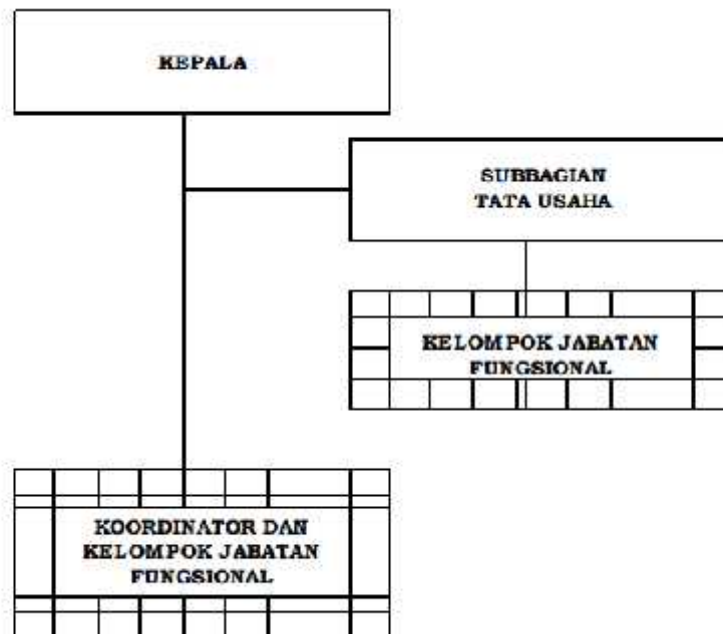 KEPALA
SUBBAGIAN
TATA USAHA
KELOMPOK JABATAN
FUNGSIONAL
KOORDINATOR DAN
KELOMPOK JABATAN
FUNGSIONAL